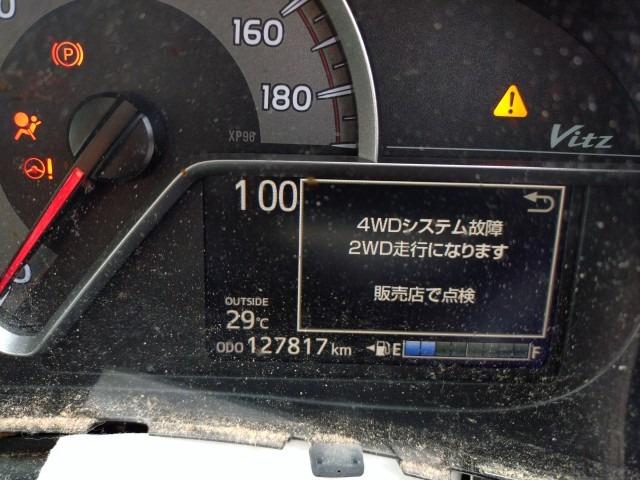 160
180
XP96
Vitz
100
4WDシステム故障
2WD走行になります
販売店で点検
OUTSIDE
29℃
ODO 127817 km
E F